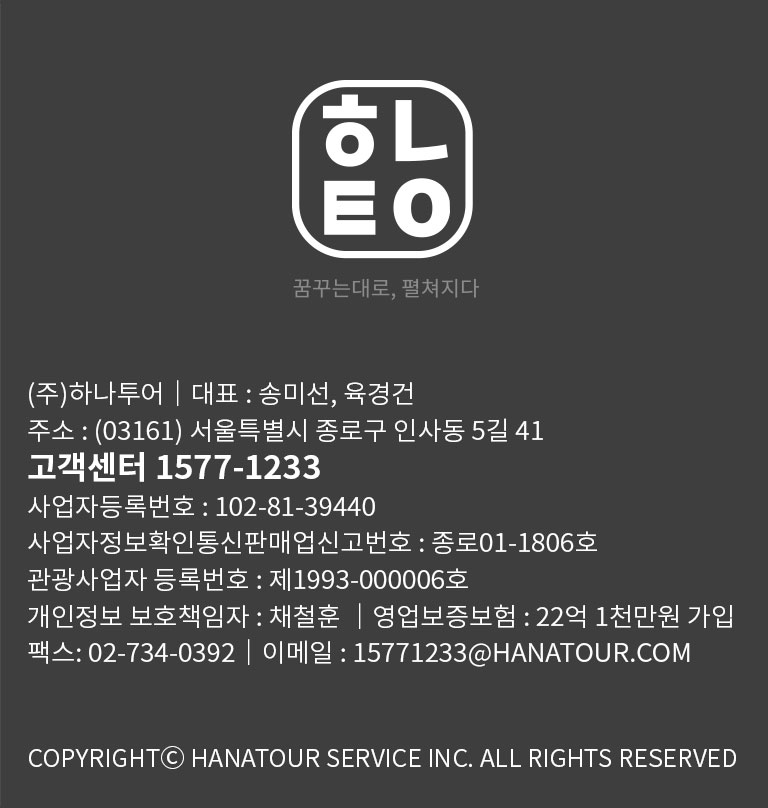 하나
투어
꿈꾸는대로, 펼쳐지다
(주)하나투어 | 대표 : 송미선, 육경건
주소 : (03161) 서울특별시 종로구 인사동 5길 41
고객센터 1577-1233
사업자등록번호 : 102-81-39440
사업자정보확인통신판매업신고번호 : 종로01-1806호
관광사업자 등록번호 : 제1993-000006호
개인정보 보호책임자 : 채철훈 | 영업보증보험 : 22억 1천만원 가입
팩스: 02-734-0392 | 이메일 : 15771233@HANATOUR.COM
COPYRIGHTⓒ HANATOUR SERVICE INC. ALL RIGHTS RESERVED